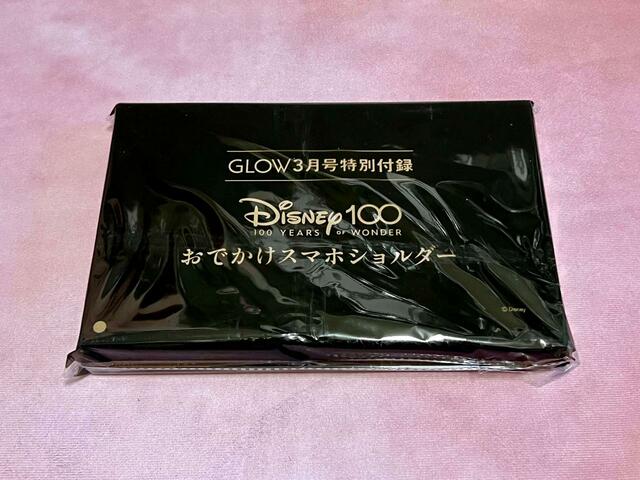 GLOW3月号特別付録
Disney100
100 YEARS OF WONDER
おでかけスマホショルダー
©Disney